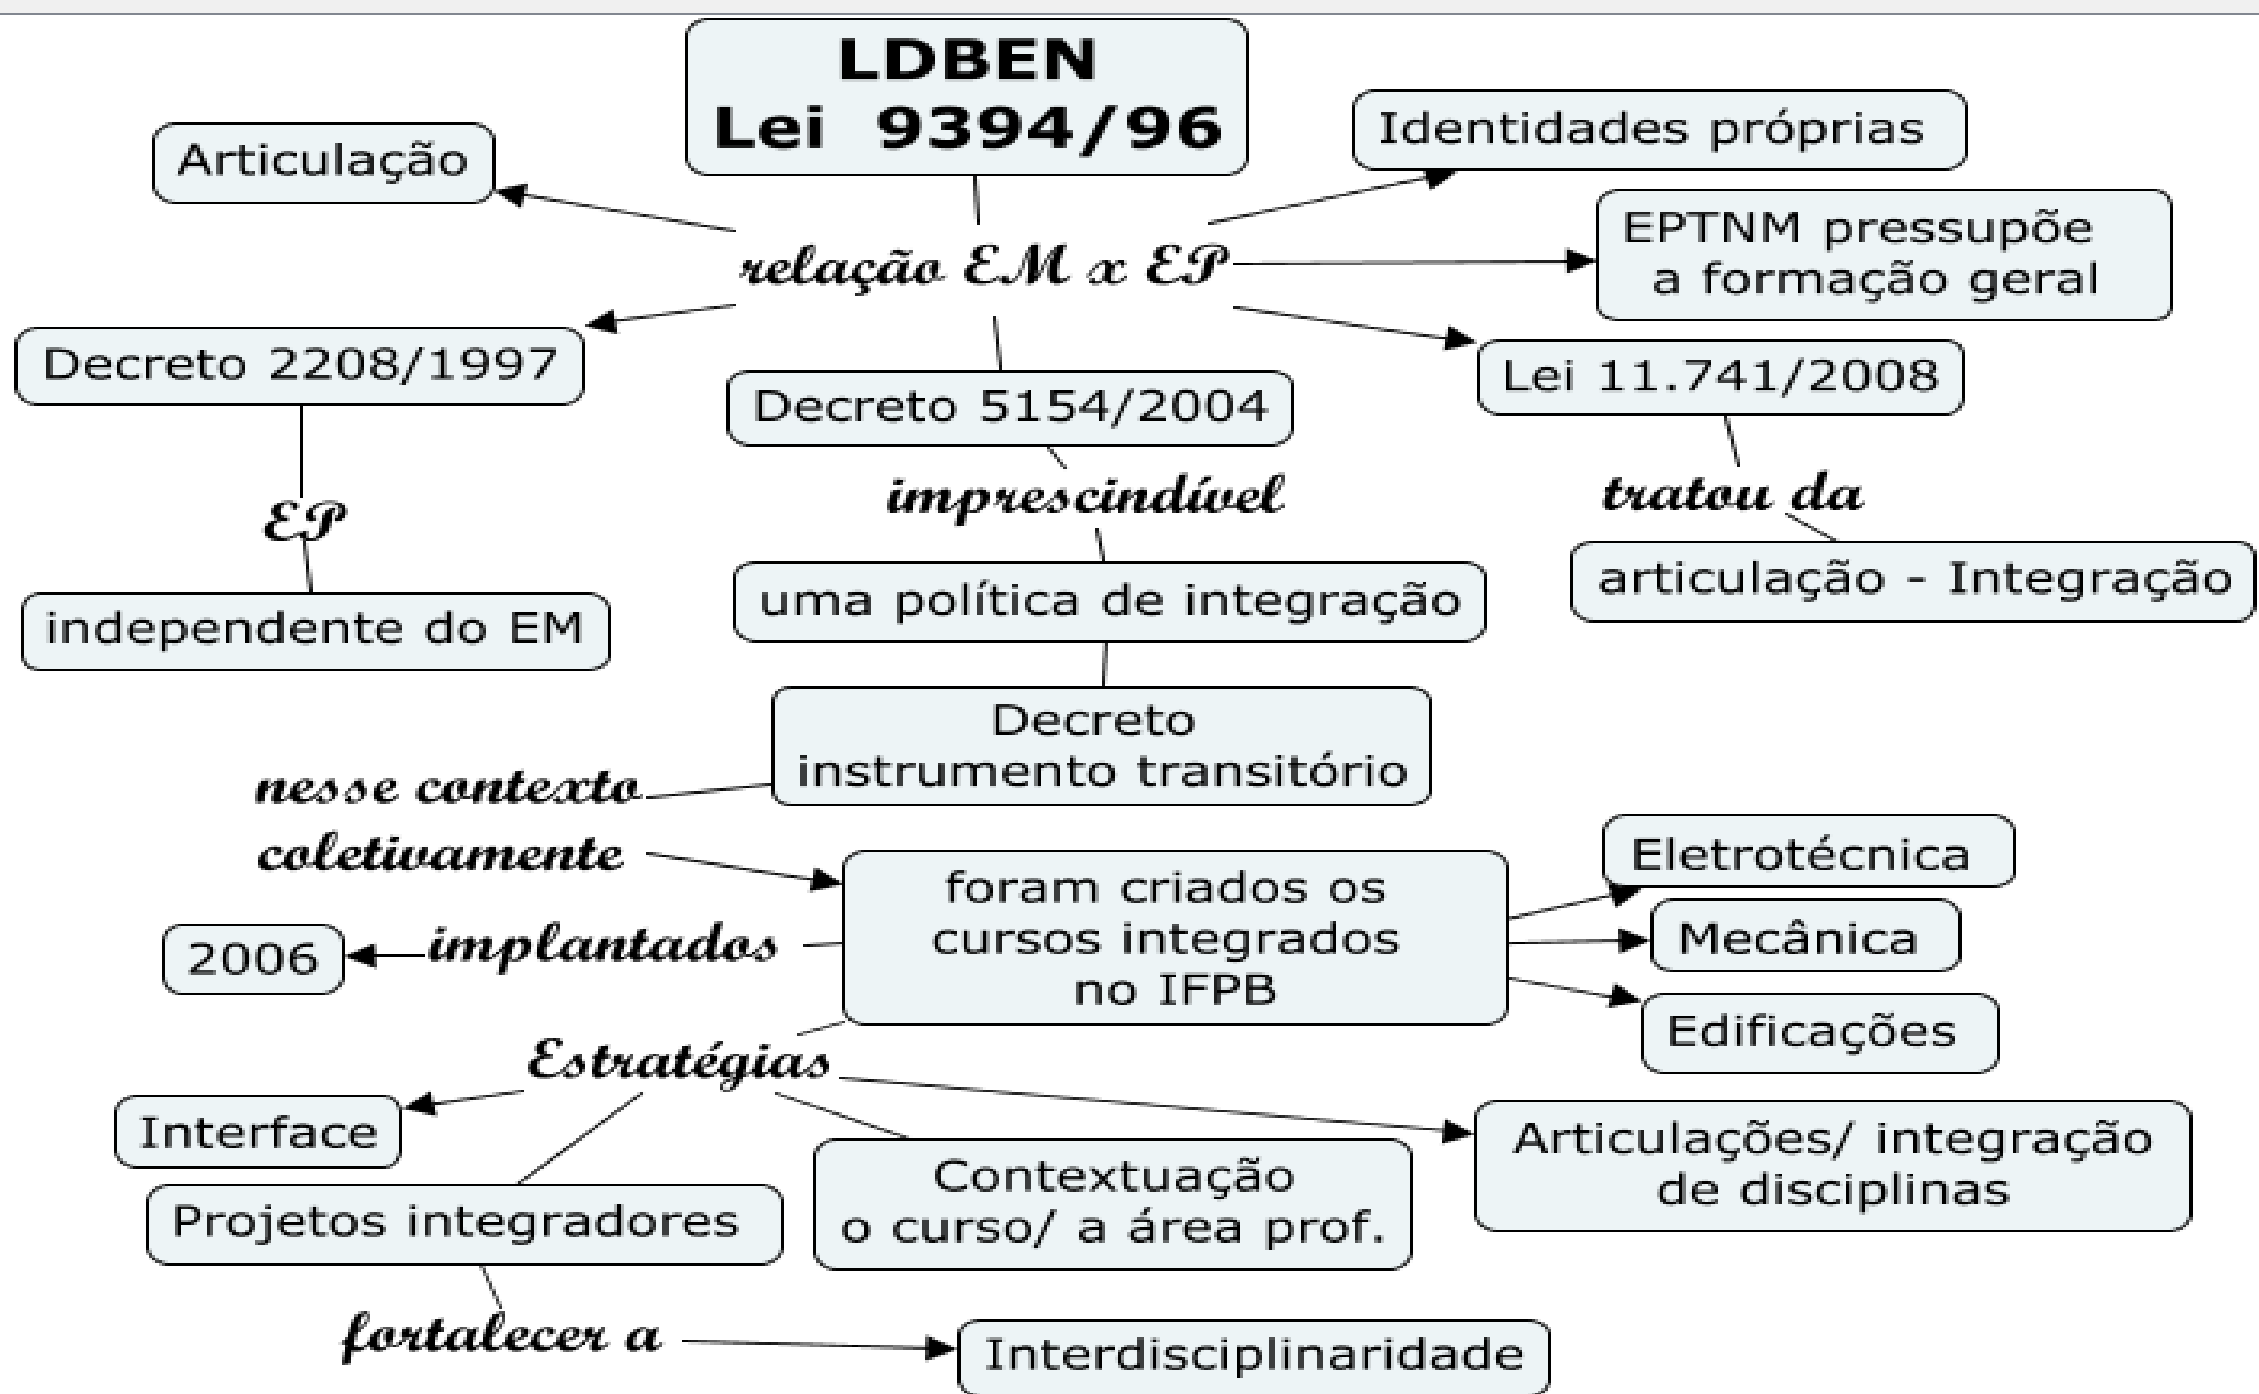 LDBEN
Lei 9394/96
Articulação
Identidades próprias
relação EM x EP
EPTNM pressupõe
a formação geral
Decreto 2208/1997
Decreto 5154/2004
Lei 11.741/2008
EP
imprescindível
tratou da
independente do EM
uma política de integração
articulação - Integração
Decreto
instrumento transitório
nesse contexto
coletivamente
foram criados os
cursos integrados
no IFPB
Eletrotécnica
Mecânica
Edificações
implantados
2006
Estratégias
Interface
Projetos integradores
Contextuação
o curso/ a área prof.
Articulações/ integração
de disciplinas
fortalecer a
Interdisciplinaridade